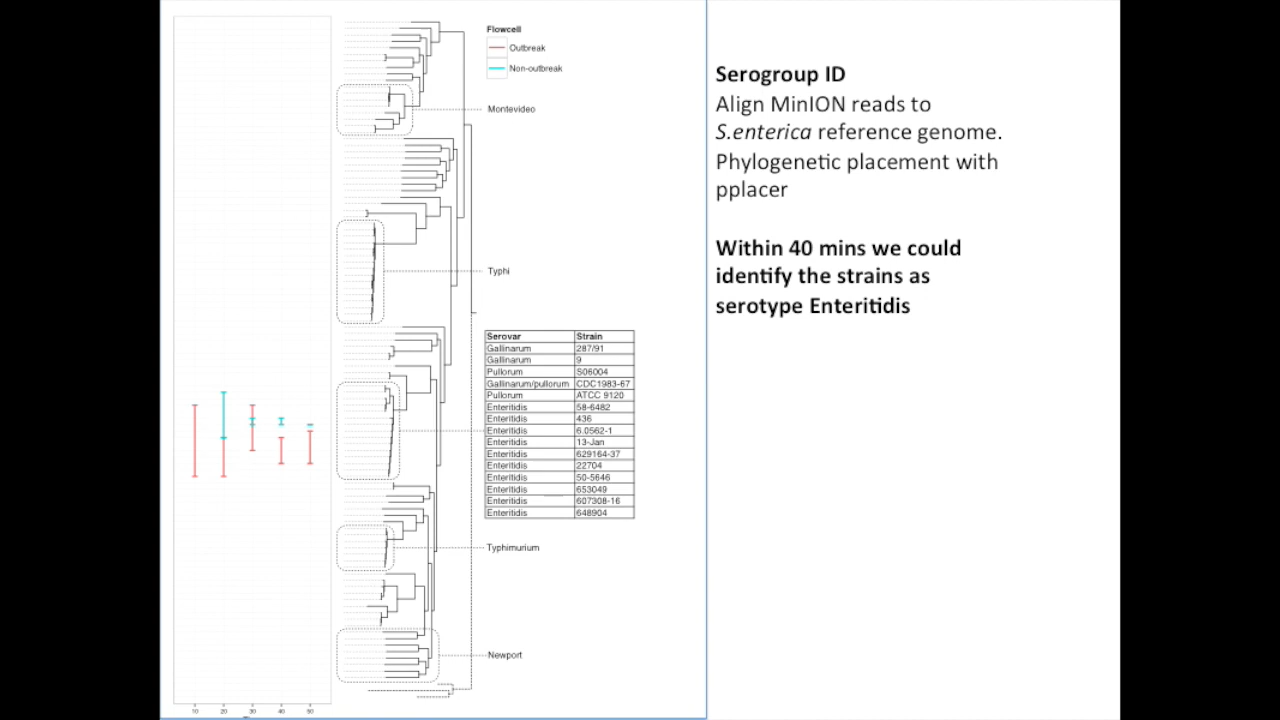 Flowcell
Outbreak
Non-outbreak
Montevideo
Typhi
Serovar Strain
Gallinarum 287/91
Gallinarum 9
Pullorum S06004
Gallinarum/pullorum CDC1983-67
Pullorum ATCC 9120
Enteritidis 58-6482
Enteritidis 436
Enteritidis 6.0562-1
Enteritidis 13-Jan
Enteritidis 629164-37
Enteritidis 22704
Enteritidis 50-5646
Enteritidis 653049
Enteritidis 607308-16
Enteritidis 648904
Typhimurium
Newport
10 20 30 40 50
Serogroup ID
Align MinION reads to
S.enterica reference genome.
Phylogenetic placement with
pplacer
Within 40 mins we could
identify the strains as
serotype Enteritidis